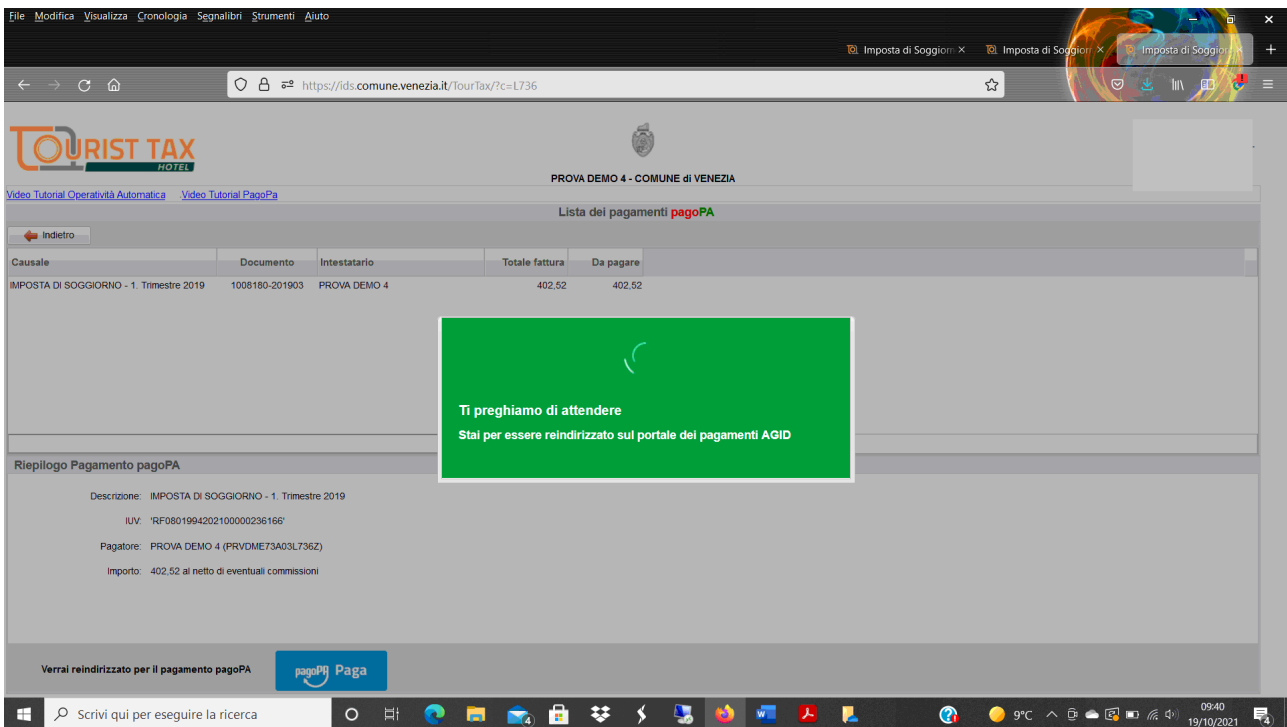 File Modifica Visualizza Cronologia Segnalibri Strumenti Aiuto
Imposta di Soggiorn × Imposta di Soggiorn × Imposta di Soggior ×
https://ids.comune.venezia.it/TourTax/?c=L736
TOURIST TAX
HOTEL
PROVA DEMO 4 - COMUNE di VENEZIA
Video Tutorial Operatività Automatica .Video Tutorial PagoPa
Lista dei pagamenti pagoPA
Indietro
Causale Documento Intestatario Totale fattura Da pagare
IMPOSTA DI SOGGIORNO - 1. Trimestre 2019 1008180-201903 PROVA DEMO 4 402,52 402,52
Ti preghiamo di attendere
Stai per essere reindirizzato sul portale dei pagamenti AGID
Riepilogo Pagamento pagoPA
Descrizione: IMPOSTA DI SOGGIORNO - 1. Trimestre 2019
IUV: 'RF0801994202100000236166'
Pagatore: PROVA DEMO 4 (PRVDME73A03L736Z)
Importo: 402,52 al netto di eventuali commissioni
Verrai reindirizzato per il pagamento pagoPA pagoPA Paga
Scrivi qui per eseguire la ricerca 4 9°C 09:40
19/10/2021